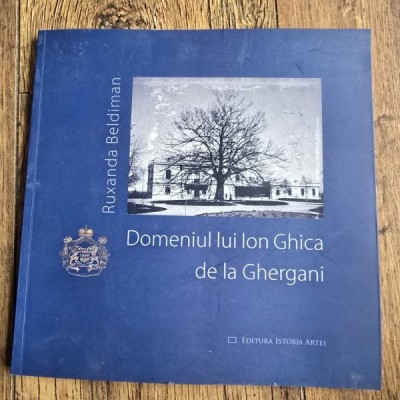 Ruxanda Beldiman
Domeniul lui Ion Ghica
de la Ghergani
EDITURA ISTORIA ARTEI